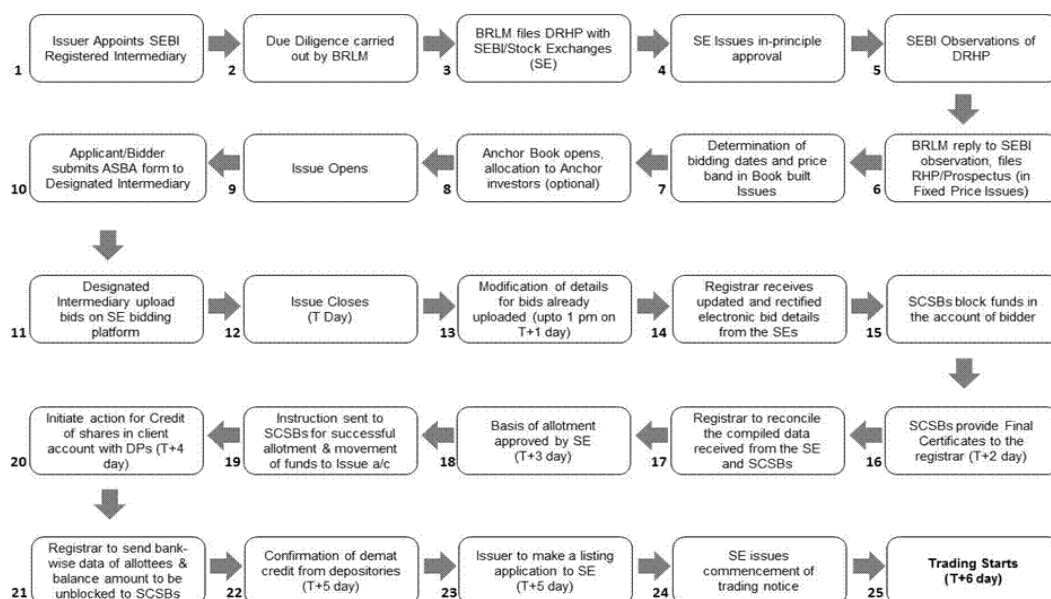 Issuer Appoints SEBI
Registered Intermediary
1
Due Diligence carried
out by BRLM
2
BRLM files DRHP with
SEBI/Stock Exchanges
(SE)
3
SE Issues in-principle
approval
4
SEBI Observations of
DRHP
5
BRLM reply to SEBI
observation, files
RHP/Prospectus (in
Fixed Price Issues)
6
Determination of
bidding dates and price
band in Book built
Issues
7
Anchor Book opens,
allocation to Anchor
investors (optional)
8
Issue Opens
9
Applicant/Bidder
submits ASBA form to
Designated Intermediary
10
Designated
Intermediary upload
bids on SE bidding
platform
11
Issue Closes
(T Day)
12
Modification of details
for bids already
uploaded (upto 1 pm on
T+1 day)
13
Registrar receives
updated and rectified
electronic bid details
from the SEs
14
SCSBs block funds in
the account of bidder
15
SCSBs provide Final
Certificates to the
registrar (T+2 day)
16
Registrar to reconcile
the compiled data
received from the SE
and SCSBs
17
Basis of allotment
approved by SE
(T+3 day)
18
Instruction sent to
SCSBs for successful
allotment & movement
of funds to Issue a/c
19
Initiate action for Credit
of shares in client
account with DPs (T+4
day)
20
Registrar to send bank-
wise data of allottees &
balance amount to be
unblocked to SCSBs
21
Confirmation of demat
credit from depositories
(T+5 day)
22
Issuer to make a listing
application to SE
(T+5 day)
23
SE issues
commencement of
trading notice
24
Trading Starts
(T+6 day)
25